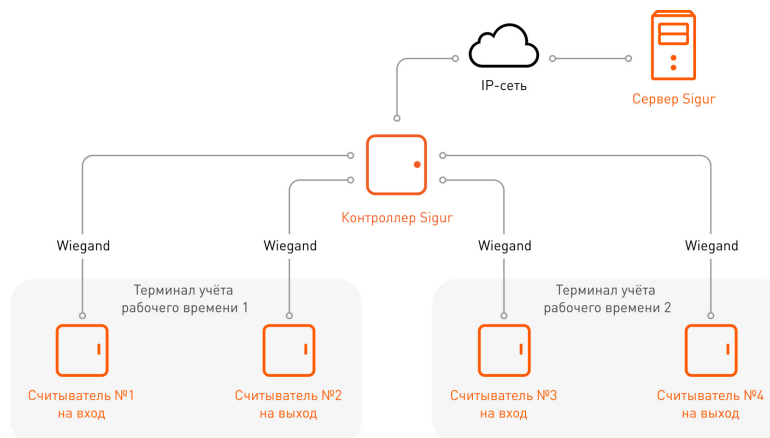 IP-сеть
Сервер Sigur
Контроллер Sigur
Wiegand
Wiegand
Wiegand
Wiegand
Терминал учёта
рабочего времени 1
Терминал учёта
рабочего времени 2
Считыватель №1
на вход
Считыватель №2
на выход
Считыватель №3
на вход
Считыватель №4
на выход